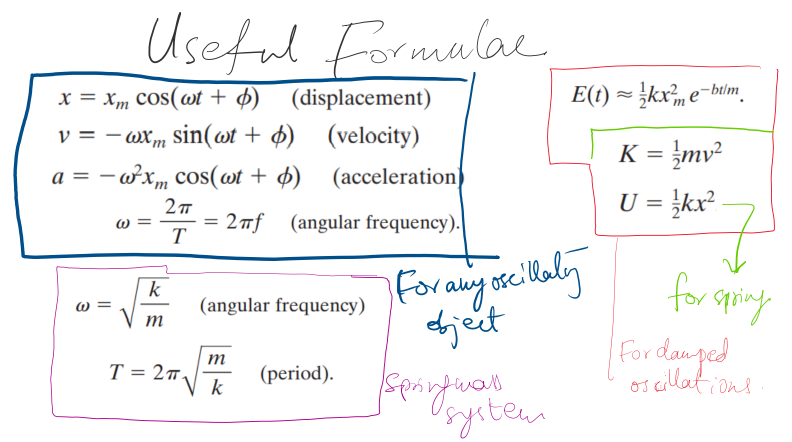 Useful Formulae
x = x_m cos(ωt + ϕ) (displacement)
v = −ωx_m sin(ωt + ϕ) (velocity)
a = −ω²x_m cos(ωt + ϕ) (acceleration)
ω = 2π/T = 2πf (angular frequency).
For any oscillating
object
ω = √(k/m) (angular frequency)
T = 2π√(m/k) (period).
Spring mass
system
E(t) ≈ ½kx²_m e^−bt/m.
K = ½mv²
U = ½kx²
for spring
For damped
oscillations.